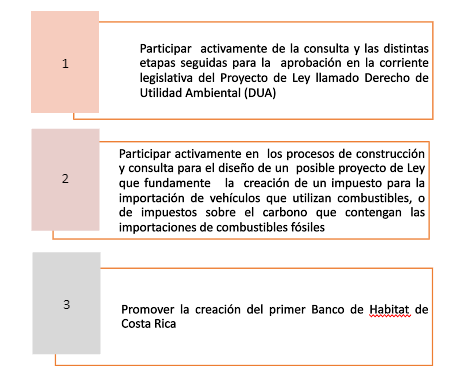 1
Participar activamente de la consulta y las distintas
etapas seguidas para la aprobación en la corriente
legislativa del Proyecto de Ley llamado Derecho de
Utilidad Ambiental (DUA)
2
Participar activamente en los procesos de construcción
y consulta para el diseño de un posible proyecto de Ley
que fundamente la creación de un impuesto para la
importación de vehículos que utilizan combustibles, o
de impuestos sobre el carbono que contengan las
importaciones de combustibles fósiles
3
Promover la creación del primer Banco de Habitat de
Costa Rica